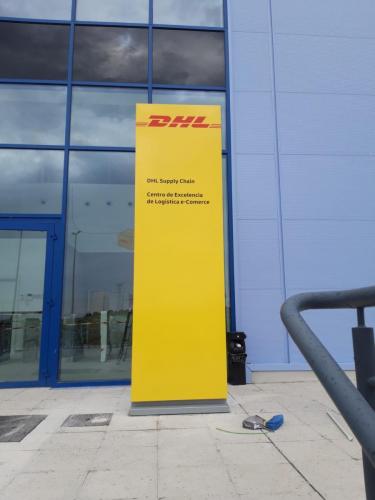 DHL
DHL Supply Chain
Centro de Excelencia
de Logística e-Comerce